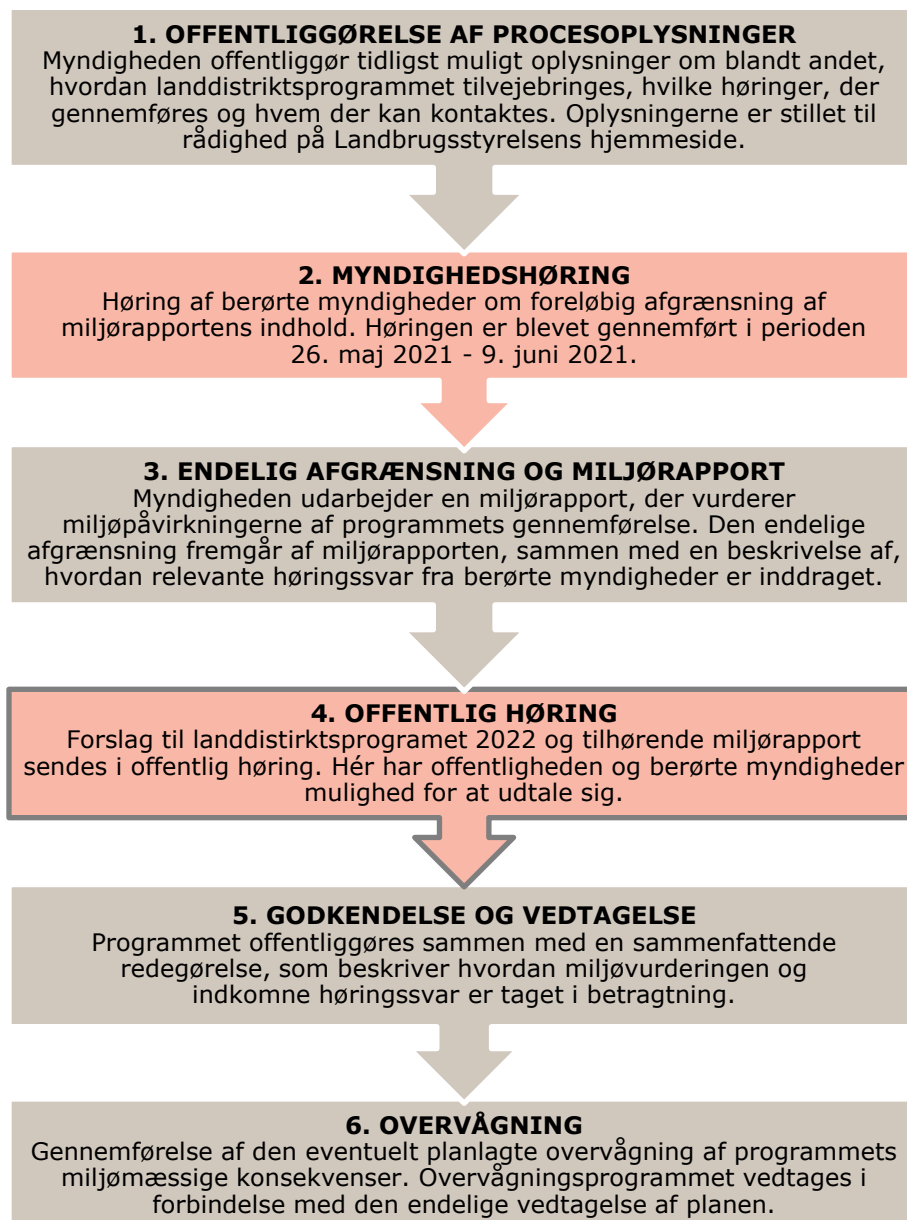 1. OFFENTLIGGØRELSE AF PROCESOPLYSNINGER
Myndigheden offentliggør tidligst muligt oplysninger om blandt andet,
hvordan landdistriktsprogrammet tilvejebringes, hvilke høringer, der
gennemføres og hvem der kan kontaktes. Oplysningerne er stillet til
rådighed på Landbrugsstyrelsens hjemmeside.
2. MYNDIGHEDSHØRING
Høring af berørte myndigheder om foreløbig afgrænsning af
miljørapportens indhold. Høringen er blevet gennemført i perioden
26. maj 2021 - 9. juni 2021.
3. ENDELIG AFGRÆNSNING OG MILJØRAPPORT
Myndigheden udarbejder en miljørapport, der vurderer
miljøpåvirkningerne af programmets gennemførelse. Den endelige
afgrænsning fremgår af miljørapporten, sammen med en beskrivelse af,
hvordan relevante høringssvar fra berørte myndigheder er inddraget.
4. OFFENTLIG HØRING
Forslag til landdistirktsprogramet 2022 og tilhørende miljørapport
sendes i offentlig høring. Hér har offentligheden og berørte myndigheder
mulighed for at udtale sig.
5. GODKENDELSE OG VEDTAGELSE
Programmet offentliggøres sammen med en sammenfattende
redegørelse, som beskriver hvordan miljøvurderingen og
indkomne høringssvar er taget i betragtning.
6. OVERVÅGNING
Gennemførelse af den eventuelt planlagte overvågning af programmets
miljømæssige konsekvenser. Overvågningsprogrammet vedtages i
forbindelse med den endelige vedtagelse af planen.